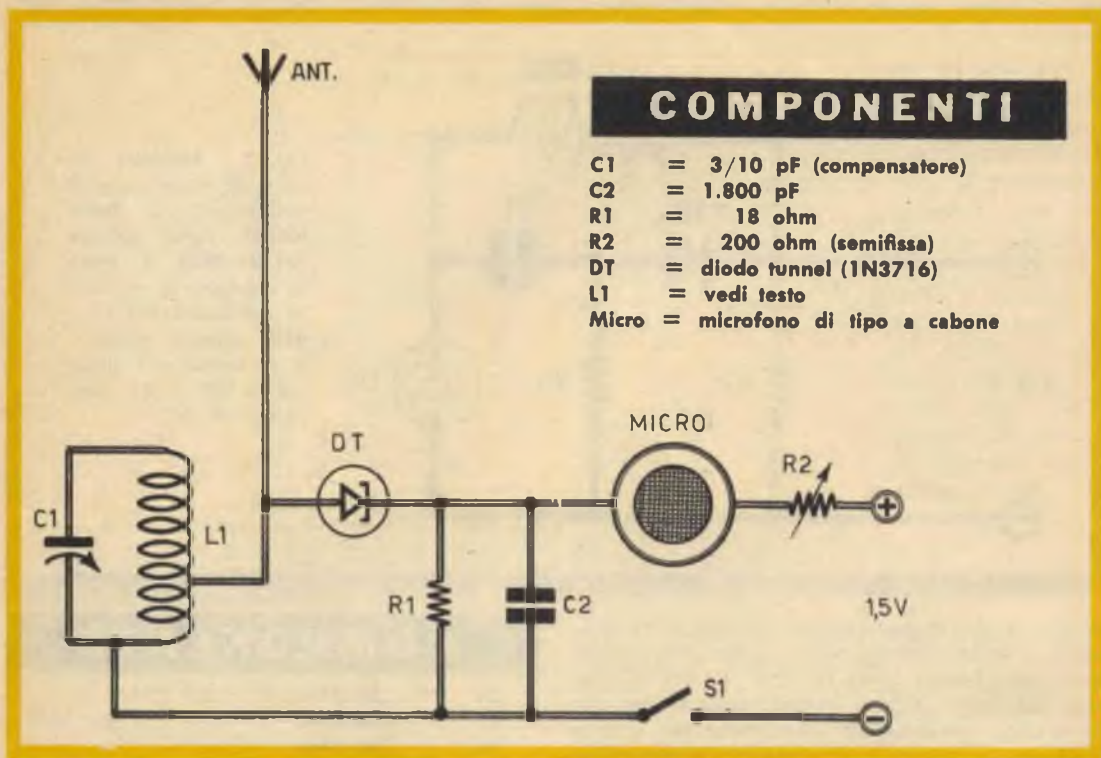 ANT.
COMPONENTI
C1 = 3/10 pF (compensatore)
C2 = 1.800 pF
R1 = 18 ohm
R2 = 200 ohm (semifissa)
DT = diodo tunnel (1N3716)
L1 = vedi testo
Micro = microfono di tipo a cabone
DT
MICRO
R2
C1
L1
+
R1
C2
1,5V
S1
−